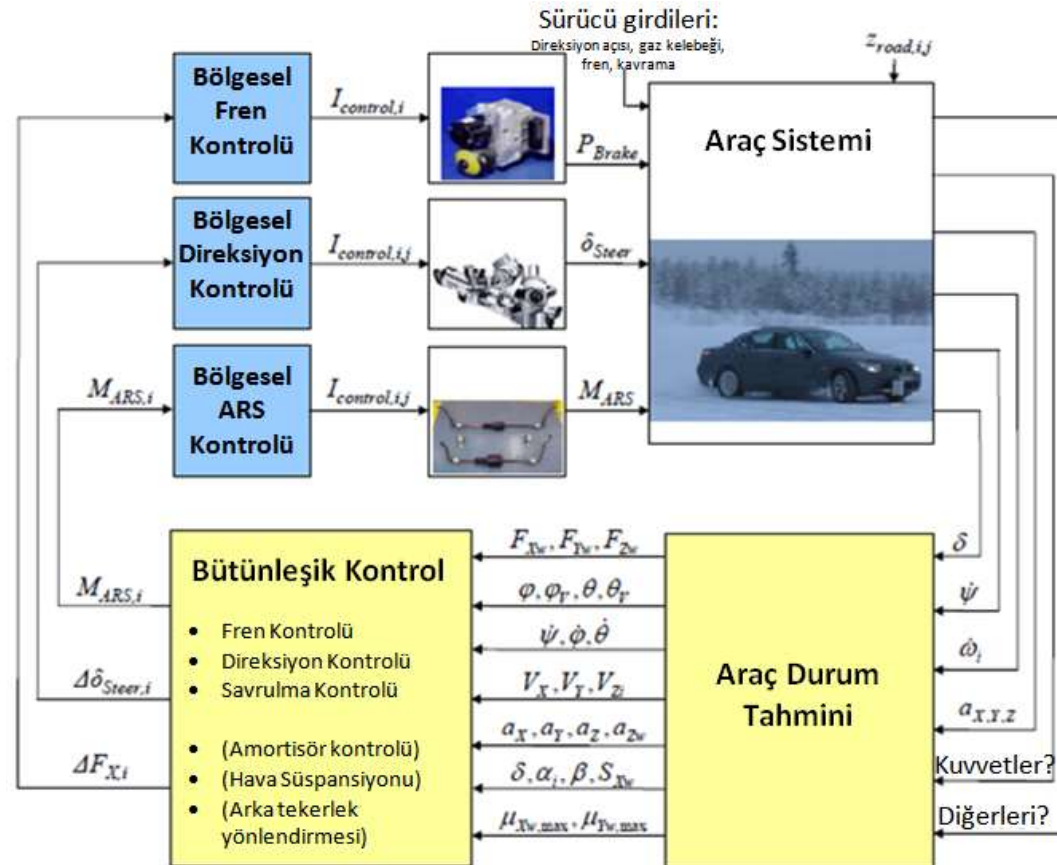 Sürücü girdileri:
Direksiyon açısı, gaz kelebeği,
fren, kavrama
z_road,i,j
Bölgesel
Fren
Kontrolü
I_control,i
P_Brake
Araç Sistemi
Bölgesel
Direksiyon
Kontrolü
I_control,i,j
δ̂_Steer
M_ARS,i
Bölgesel
ARS
Kontrolü
I_control,i,j
M_ARS
Bütünleşik Kontrol
• Fren Kontrolü
• Direksiyon Kontrolü
• Savrulma Kontrolü
• (Amortisör kontrolü)
• (Hava Süspansiyonu)
• (Arka tekerlek
yönlendirmesi)
M_ARS,i
Δδ̂_Steer,i
ΔF_X,i
F_Xw, F_Yw, F_Zw
φ, φ_V, θ, θ_V
ψ̇, φ̇, θ̇
V_X, V_Y, V_Zi
a_X, a_Y, a_Z, a_Zw
δ, α_i, β, S_Xw
μ_Xw,max, μ_Yw,max
Araç Durum
Tahmini
δ
ψ̇
ω̇_i
a_X,Y,Z
Kuvvetler?
Diğerleri?